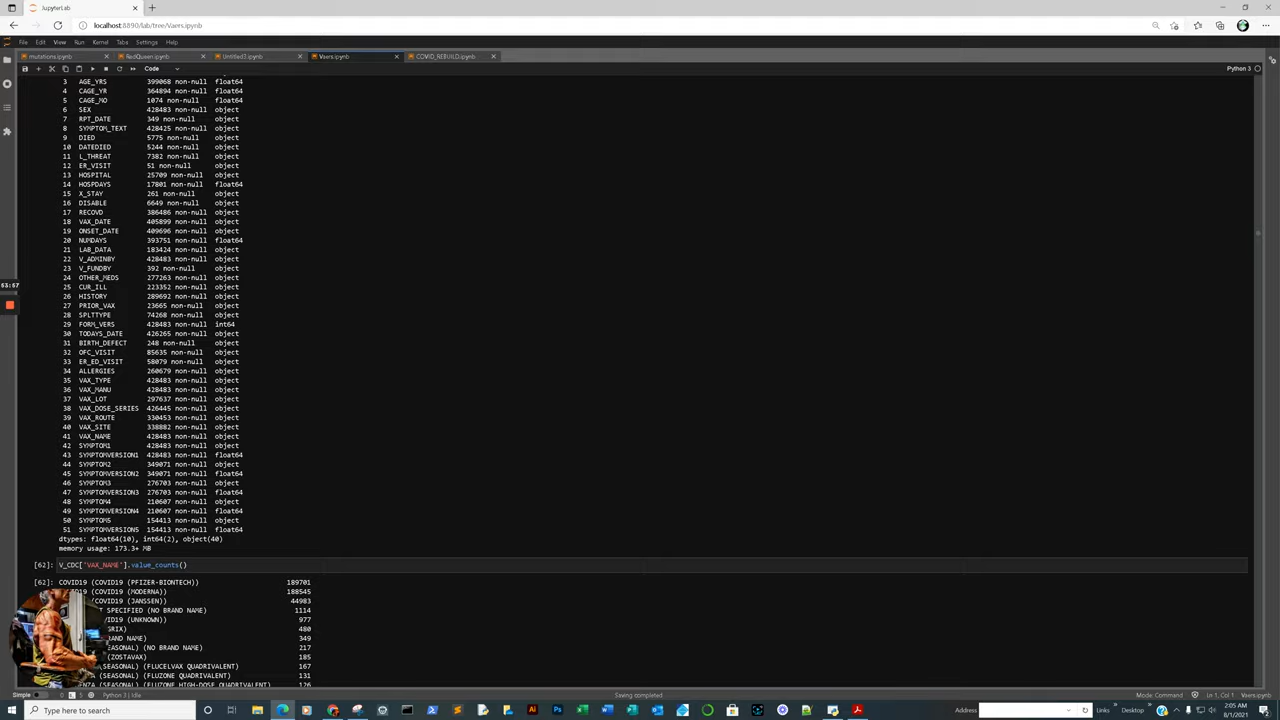 JupyterLab
localhost:8890/lab/tree/Vaers.ipynb
File Edit View Run Kernel Tabs Settings Help
mutations.ipynb RedQueen.ipynb Untitled7.ipynb Vaers.ipynb COVID_REBUILD.ipynb
Code Python 3
3 AGE_YRS 399068 non-null float64
4 CAGE_YR 364894 non-null float64
5 CAGE_MO 1074 non-null float64
6 SEX 428483 non-null object
7 RPT_DATE 349 non-null object
8 SYMPTOM_TEXT 428425 non-null object
9 DIED 5775 non-null object
10 DATEDIED 5244 non-null object
11 L_THREAT 7382 non-null object
12 ER_VISIT 51 non-null object
13 HOSPITAL 25709 non-null object
14 HOSPDAYS 17801 non-null float64
15 X_STAY 261 non-null object
16 DISABLE 6649 non-null object
17 RECOVD 386486 non-null object
18 VAX_DATE 405899 non-null object
19 ONSET_DATE 409696 non-null object
20 NUMDAYS 393751 non-null float64
21 LAB_DATA 183424 non-null object
22 V_ADMINBY 428483 non-null object
23 V_FUNDBY 392 non-null object
24 OTHER_MEDS 277263 non-null object
25 CUR_ILL 223352 non-null object
26 HISTORY 289692 non-null object
27 PRIOR_VAX 23665 non-null object
28 SPLTTYPE 74268 non-null object
29 FORM_VERS 428483 non-null int64
30 TODAYS_DATE 426265 non-null object
31 BIRTH_DEFECT 248 non-null object
32 OFC_VISIT 85635 non-null object
33 ER_ED_VISIT 58079 non-null object
34 ALLERGIES 260679 non-null object
35 VAX_TYPE 428483 non-null object
36 VAX_MANU 428483 non-null object
37 VAX_LOT 297637 non-null object
38 VAX_DOSE_SERIES 426445 non-null object
39 VAX_ROUTE 330453 non-null object
40 VAX_SITE 338882 non-null object
41 VAX_NAME 428483 non-null object
42 SYMPTOM1 428483 non-null object
43 SYMPTOMVERSION1 428483 non-null float64
44 SYMPTOM2 349071 non-null object
45 SYMPTOMVERSION2 349071 non-null float64
46 SYMPTOM3 276703 non-null object
47 SYMPTOMVERSION3 276703 non-null float64
48 SYMPTOM4 210607 non-null object
49 SYMPTOMVERSION4 210607 non-null float64
50 SYMPTOM5 154413 non-null object
51 SYMPTOMVERSION5 154413 non-null float64
dtypes: float64(10), int64(2), object(40)
memory usage: 173.3+ MB
[62]: V_CDC['VAX_NAME'].value_counts()
[62]: COVID19 (COVID19 (PFIZER-BIONTECH)) 189701
(COVID19 (MODERNA)) 188545
(COVID19 (JANSSEN)) 44983
SPECIFIED (NO BRAND NAME) 1114
(UNKNOWN)) 977
480
NAME) 349
(NO BRAND NAME) 217
(ZOSTAVAX) 185
(FLUCELVAX QUADRIVALENT) 167
(FLUZONE QUADRIVALENT) 131
(SEASONAL) (FLUZONE HIGH-DOSE QUADRIVALENT) 126
Simple 0 5 Python 3 | Idle Saving completed Mode: Command Ln 1, Col 1 Vaers.ipynb
Type here to search Address Links Desktop 2:05 AM
8/1/2021